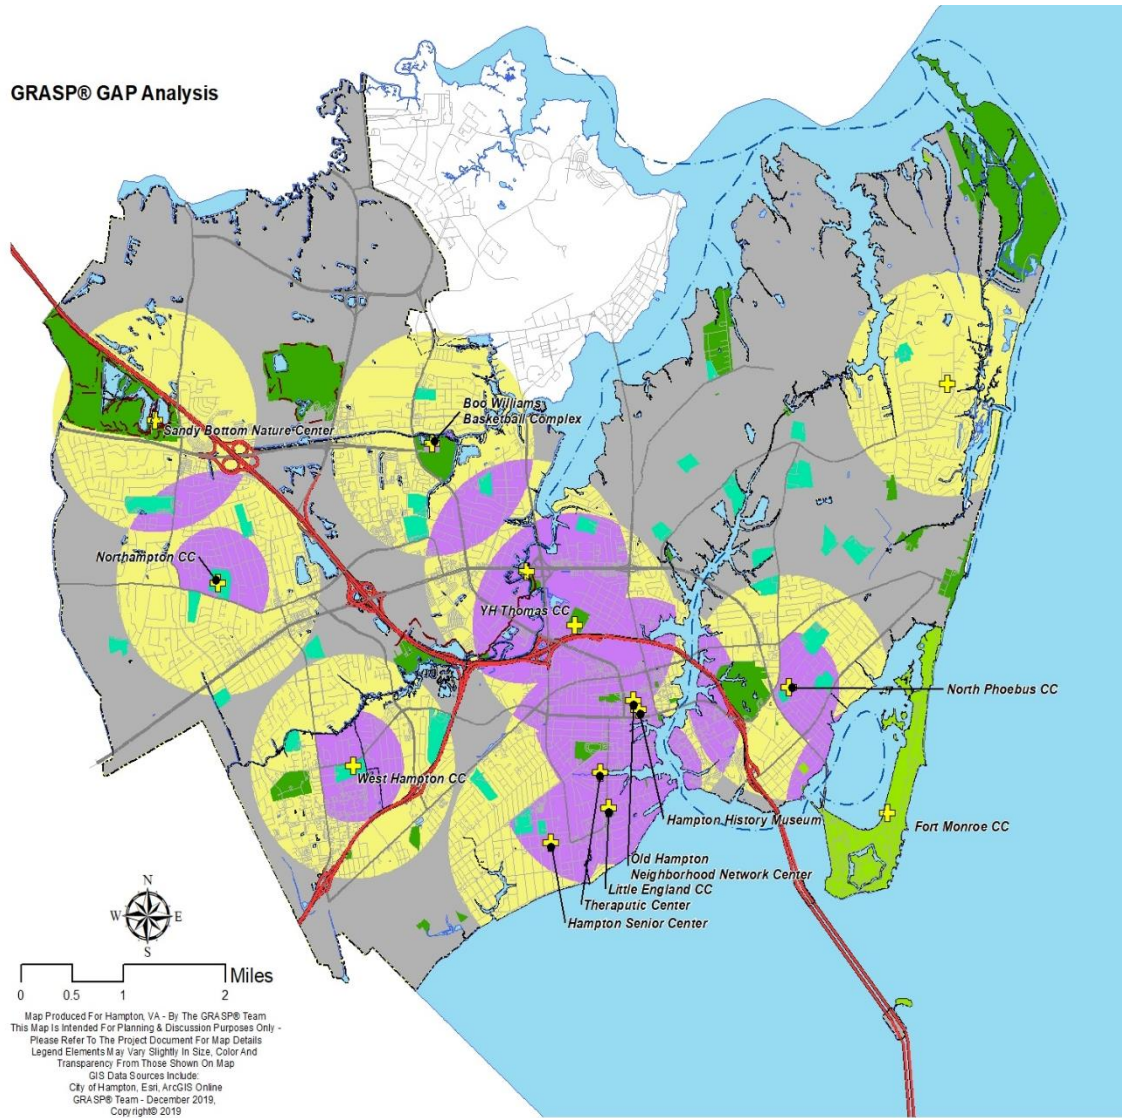 GRASP® GAP Analysis
Boo Williams
Basketball Complex
Sandy Bottom Nature Center
Northampton CC
YH Thomas CC
North Phoebus CC
West Hampton CC
Hampton History Museum
Fort Monroe CC
Old Hampton
Neighborhood Network Center
Little England CC
Theraputic Center
Hampton Senior Center
N
W E
S
Miles
0 0.5 1 2
Map Produced For Hampton, VA - By The GRASP® Team
This Map Is Intended For Planning & Discussion Purposes Only -
Please Refer To The Project Document For Map Details
Legend Elements May Vary Slightly In Size, Color And
Transparency From Those Shown On Map
GIS Data Sources Include:
City of Hampton, Esri, ArcGIS Online
GRASP® Team - December 2019,
Copyright© 2019